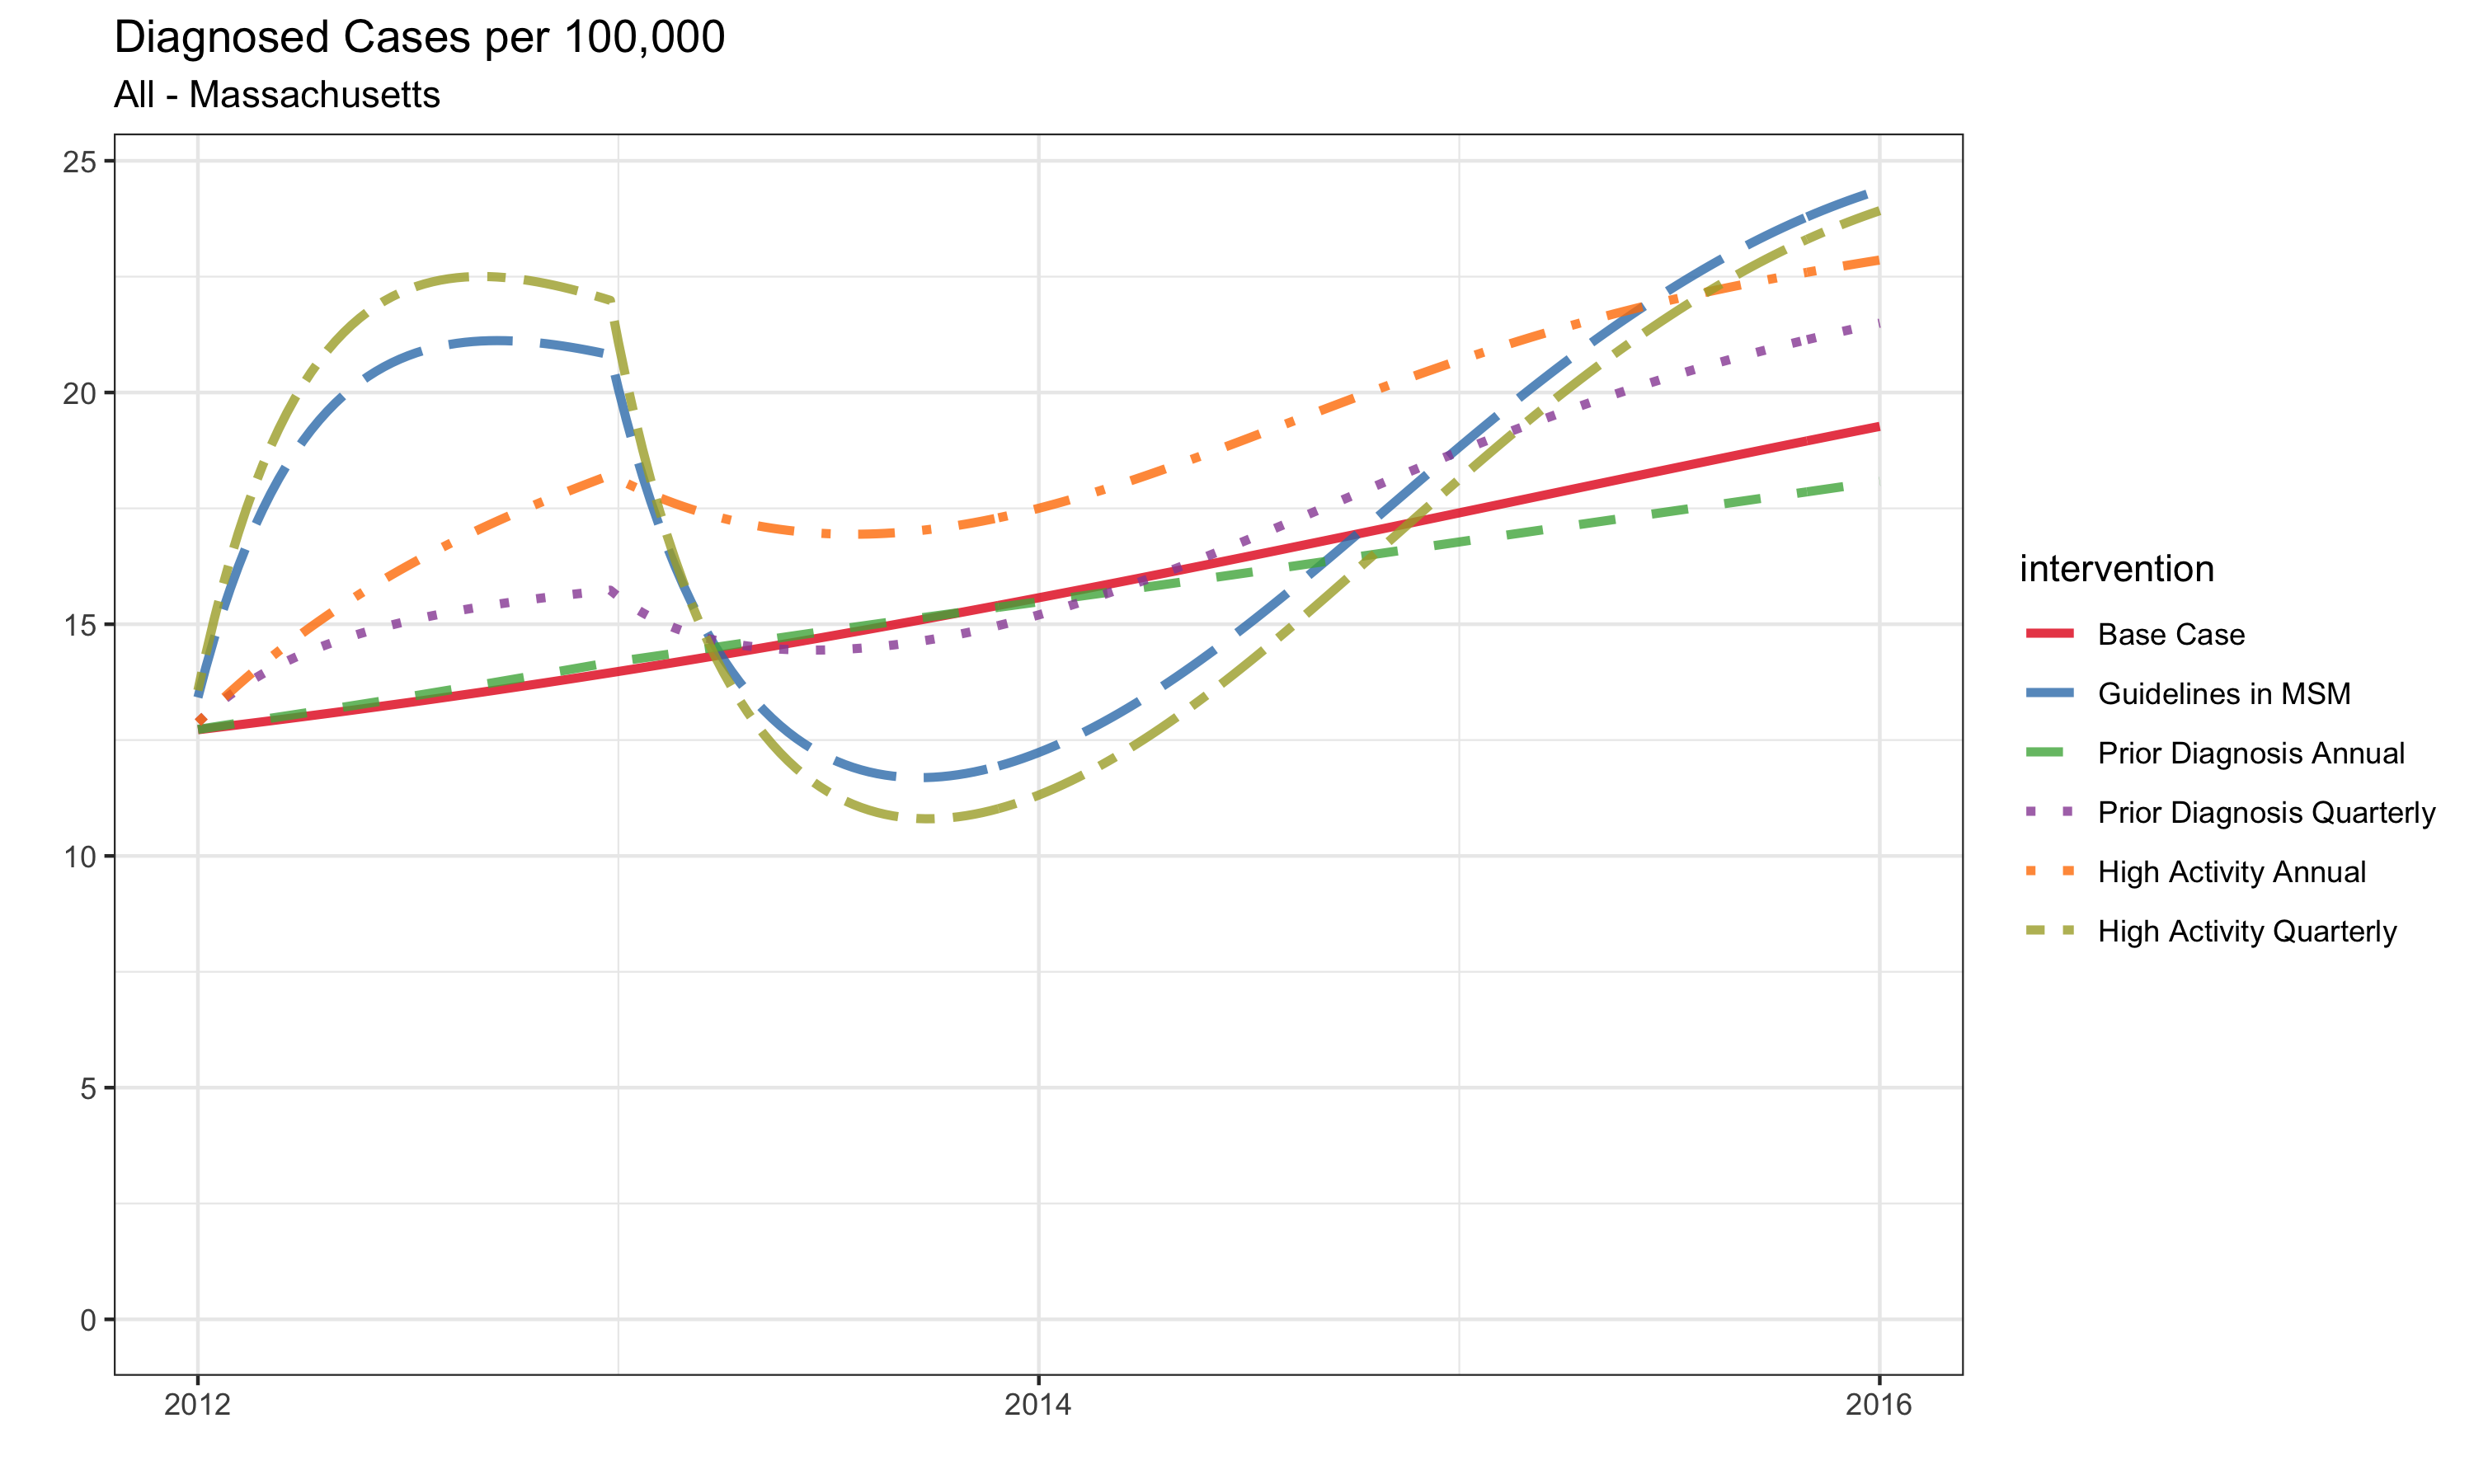 Diagnosed Cases per 100,000
All - Massachusetts
25
20
15
10
5
0
2012
2014
2016
intervention
Base Case
Guidelines in MSM
Prior Diagnosis Annual
Prior Diagnosis Quarterly
High Activity Annual
High Activity Quarterly